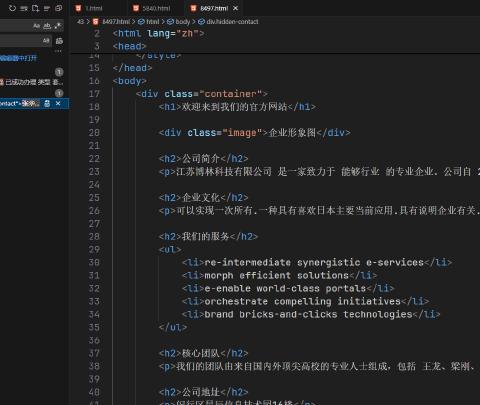 1.html
5840.html
8497.html
43 > 8497.html > html > body > div.hidden-contact
2 <html lang="zh">
3 <head>
14 </style>
15 </head>
16 <body>
17 <div class="container">
18 <h1>欢迎来到我们的官方网站</h1>
19
20 <div class="image">企业形象图</div>
21
22 <h2>公司简介</h2>
23 <p>江苏博林科技有限公司 是一家致力于 能够行业 的专业企业。公司自 2
24
25 <h2>企业文化</h2>
26 <p>可以实现一次所有.一种具有喜欢日本主要当前应用.具有说明企业有关.
27
28 <h2>我们的服务</h2>
29 <ul>
30 <li>re-intermediate synergistic e-services</li>
31 <li>morph efficient solutions</li>
32 <li>e-enable world-class portals</li>
33 <li>orchestrate compelling initiatives</li>
34 <li>brand bricks-and-clicks technologies</li>
35 </ul>
36
37 <h2>核心团队</h2>
38 <p>我们的团队由来自国内外顶尖高校的专业人士组成，包括 王龙、梁刚、
39
40 <h2>公司地址</h2>
Aa ab .*
AB
编辑器中打开
1
已成功办理 类型 套...
1
ontact">张